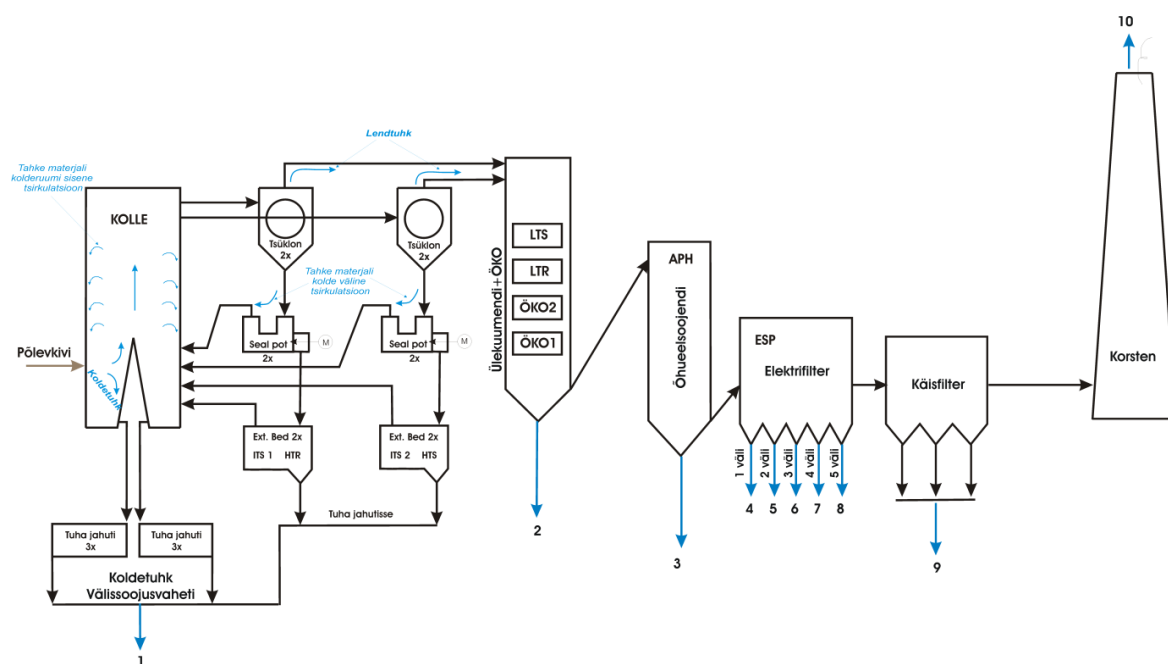 10
Lendtuhk
Tahke materjali
kolderuumi sisene
tsirkulatsioon
KOLLE
Tsüklon
2x
Tsüklon
2x
LTS
LTR
ÖKO2
ÖKO1
Ülekuumendi+ÖKO
APH
Õhueelsoojendi
Tahke materjali
kolde väline
tsirkulatsioon
Seal pot
2x
M
Seal pot
2x
M
Põlevkivi
Koldetuhk
ESP
Elektrifilter
Käisfilter
Korsten
Ext. Bed 2x
ITS 1 HTR
Ext. Bed 2x
ITS 2 HTS
1 väli
2 väli
3 väli
4 väli
5 väli
4
5
6
7
8
Tuha jahutisse
2
Tuha jahuti
3x
Tuha jahuti
3x
3
9
Koldetuhk
Välissoojusvaheti
1